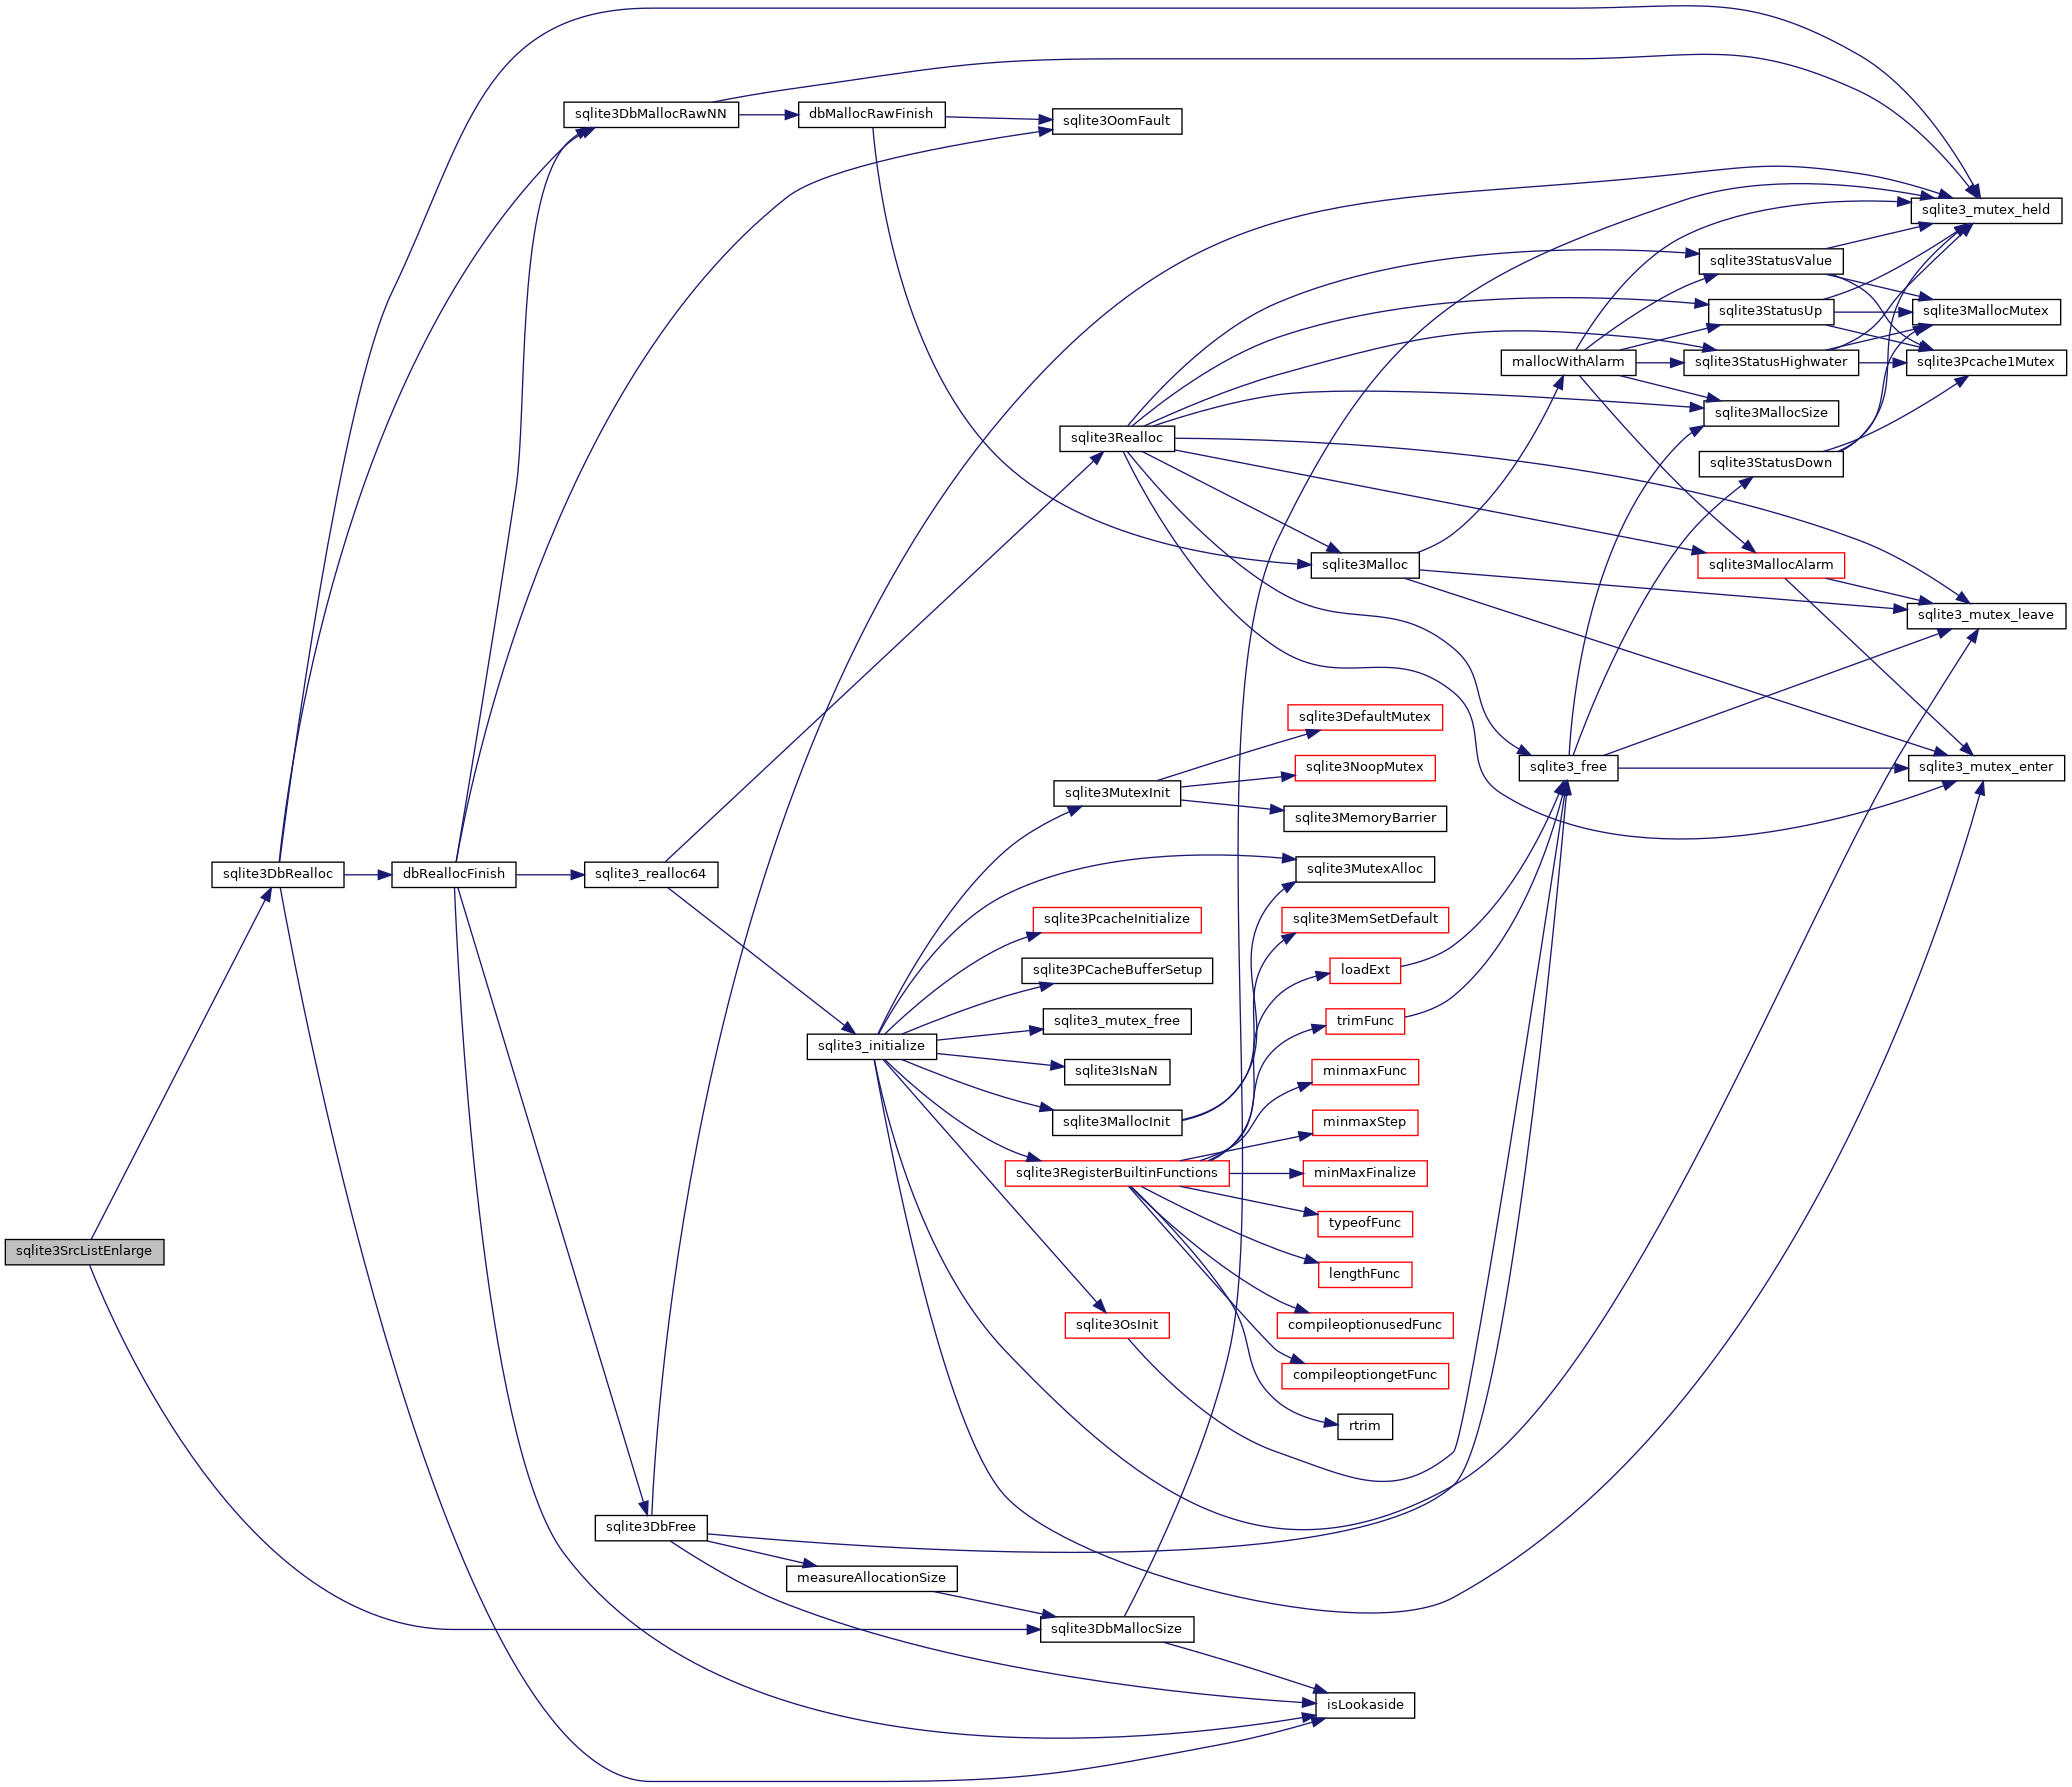 sqlite3DbMallocRawNN
dbMallocRawFinish
sqlite3OomFault
sqlite3_mutex_held
sqlite3StatusValue
sqlite3StatusUp
sqlite3MallocMutex
mallocWithAlarm
sqlite3StatusHighwater
sqlite3Pcache1Mutex
sqlite3MallocSize
sqlite3Realloc
sqlite3StatusDown
sqlite3Malloc
sqlite3MallocAlarm
sqlite3_mutex_leave
sqlite3DefaultMutex
sqlite3NoopMutex
sqlite3_free
sqlite3_mutex_enter
sqlite3MutexInit
sqlite3MemoryBarrier
sqlite3DbRealloc
dbReallocFinish
sqlite3_realloc64
sqlite3MutexAlloc
sqlite3PcacheInitialize
sqlite3MemSetDefault
sqlite3PCacheBufferSetup
loadExt
sqlite3_mutex_free
trimFunc
sqlite3_initialize
sqlite3IsNaN
minmaxFunc
sqlite3MallocInit
minmaxStep
sqlite3RegisterBuiltinFunctions
minMaxFinalize
typeofFunc
sqlite3SrcListEnlarge
lengthFunc
sqlite3OsInit
compileoptionusedFunc
compileoptiongetFunc
rtrim
sqlite3DbFree
measureAllocationSize
sqlite3DbMallocSize
isLookaside